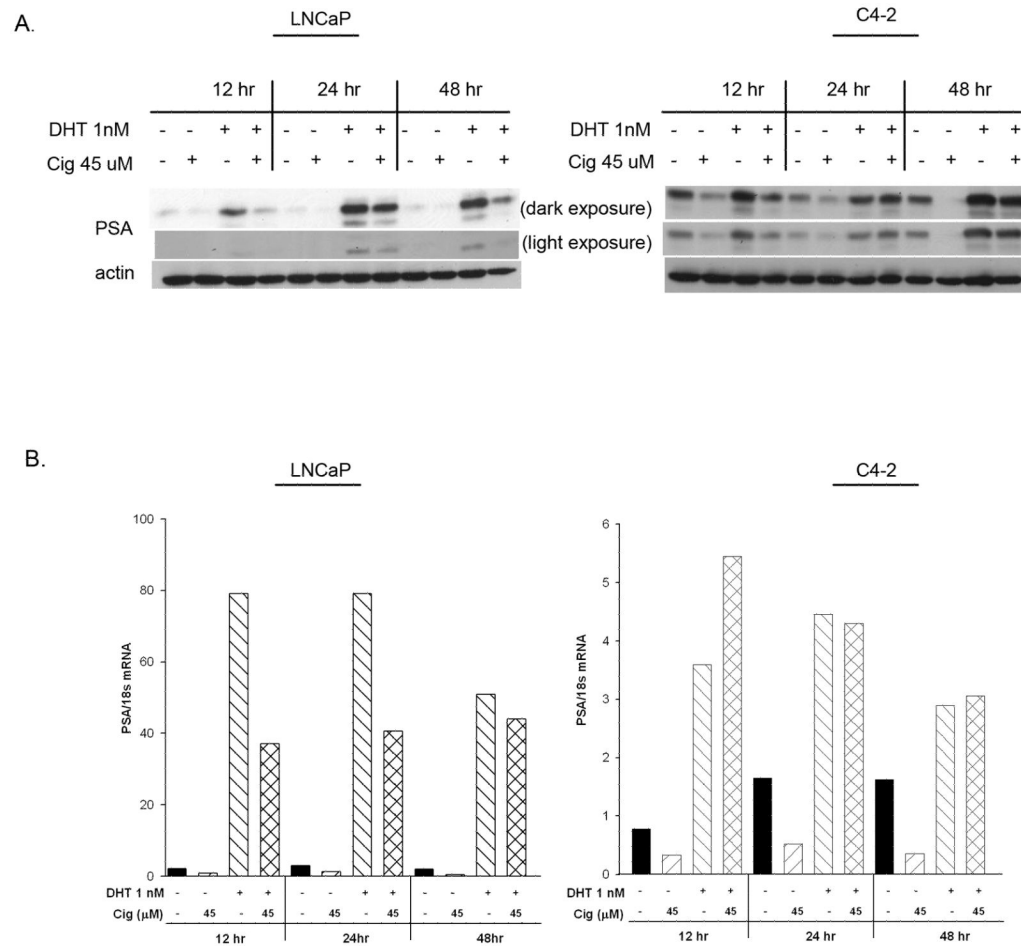 A.
LNCaP
12 hr 24 hr 48 hr
DHT 1nM - - + + - - + + - - + +
Cig 45 uM - + - + - + - + - + - +
PSA
(dark exposure)
(light exposure)
actin
C4-2
12 hr 24 hr 48 hr
DHT 1nM - - + + - - + + - - + +
Cig 45 uM - + - + - + - + - + - +
B.
LNCaP
100
80
60
40
20
0
PSA/18s mRNA
DHT 1 nM - - + + - - + + - - + +
Cig (µM) - 45 - 45 - 45 - 45 - 45 - 45
12 hr 24hr 48hr
C4-2
6
5
4
3
2
1
0
PSA/18s mRNA
DHT 1 nM - - + + - - + + - - + +
Cig (µM) - 45 - 45 - 45 - 45 - 45 - 45
12 hr 24 hr 48 hr